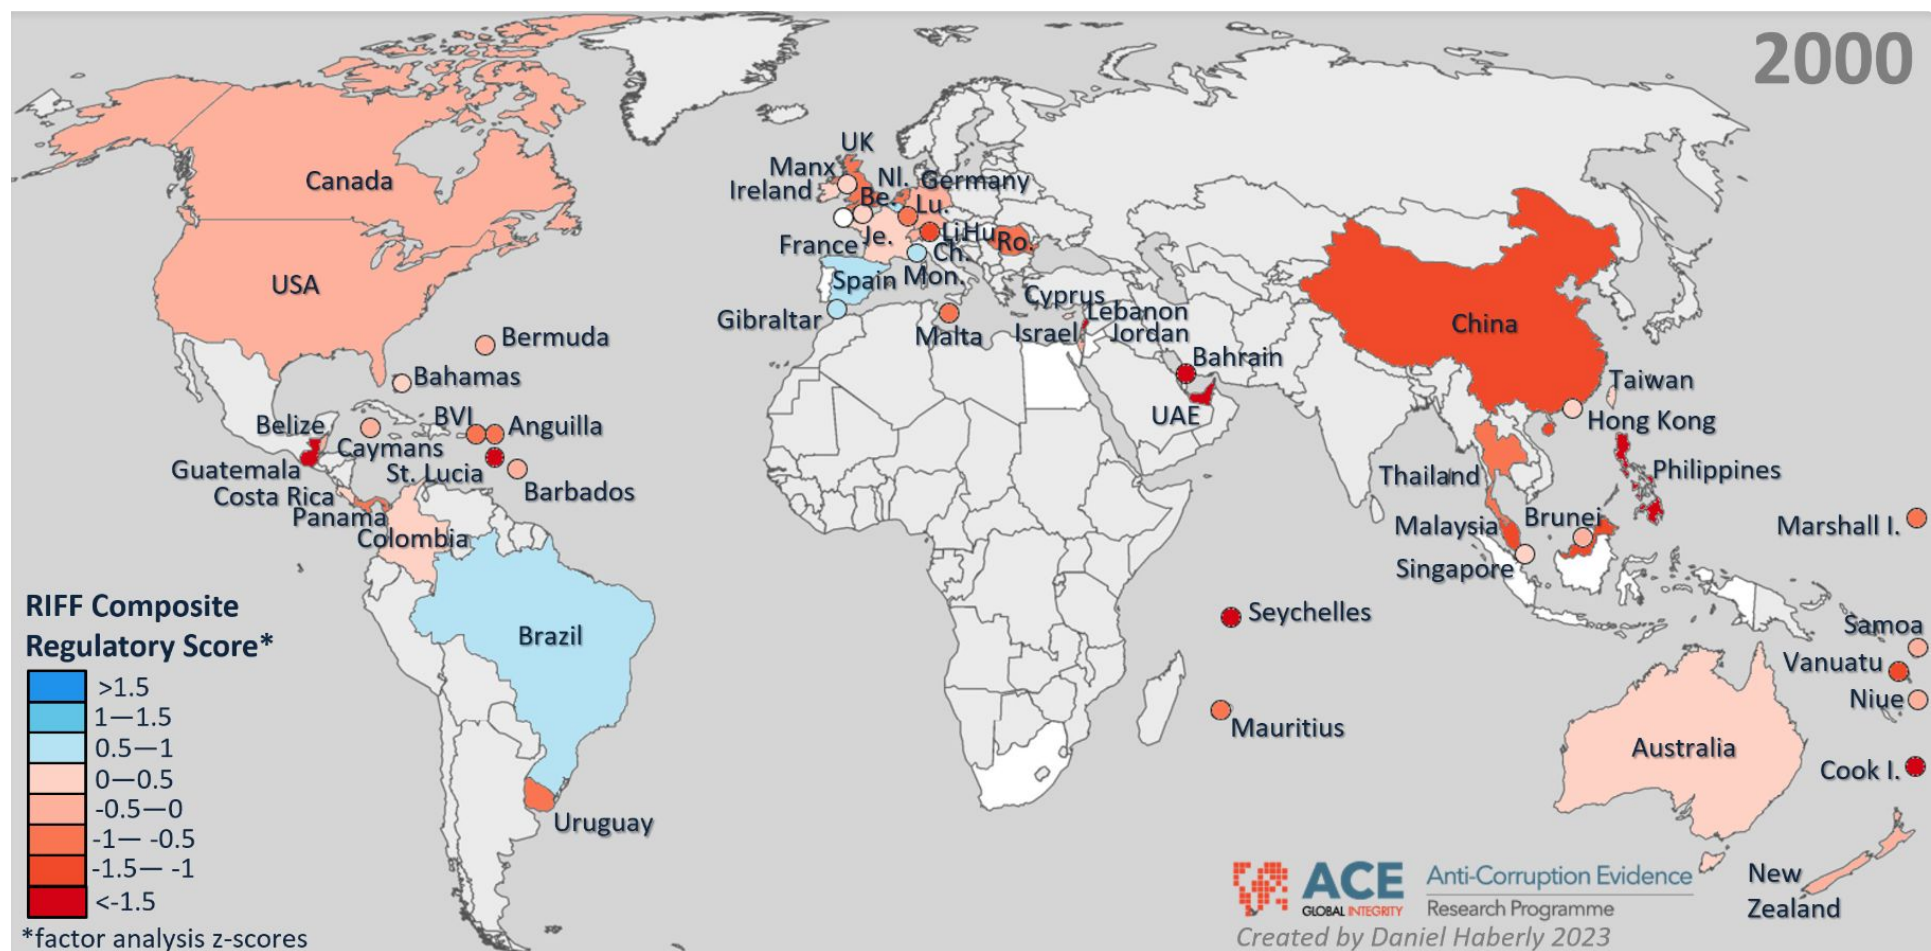 2000
UK
Manx
Nl.
Germany
Ireland
Be.
Lu.
Canada
Je.
Li.
Hu.
Ro.
France
Ch.
Spain
Mon.
USA
Cyprus
Lebanon
Gibraltar
Malta
Israel
Jordan
China
Bermuda
Bahrain
Bahamas
Taiwan
BVI
Anguilla
UAE
Hong Kong
Belize
Caymans
Guatemala
St. Lucia
Philippines
Thailand
Costa Rica
Barbados
Panama
Brunei
Malaysia
Marshall I.
Colombia
Singapore
RIFF Composite
Regulatory Score*
>1.5
1—1.5
0.5—1
0—0.5
-0.5—0
-1— -0.5
-1.5— -1
<-1.5
*factor analysis z-scores
Brazil
Seychelles
Samoa
Vanuatu
Niue
Mauritius
Australia
Cook I.
Uruguay
New
Zealand
ACE
GLOBAL INTEGRITY
Anti-Corruption Evidence
Research Programme
Created by Daniel Haberly 2023